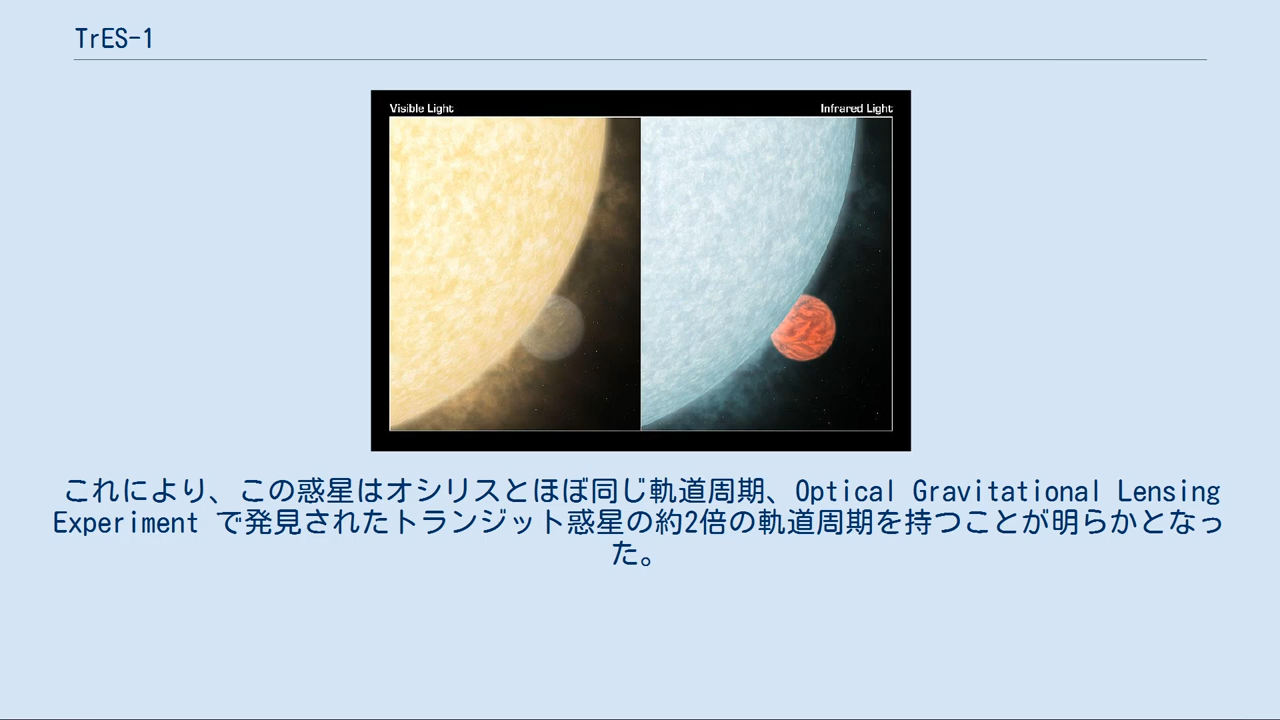 TrES-1
Visible Light
Infrared Light
これにより、この惑星はオシリスとほぼ同じ軌道周期、Optical Gravitational Lensing
Experiment で発見されたトランジット惑星の約2倍の軌道周期を持つことが明らかとなっ
た。